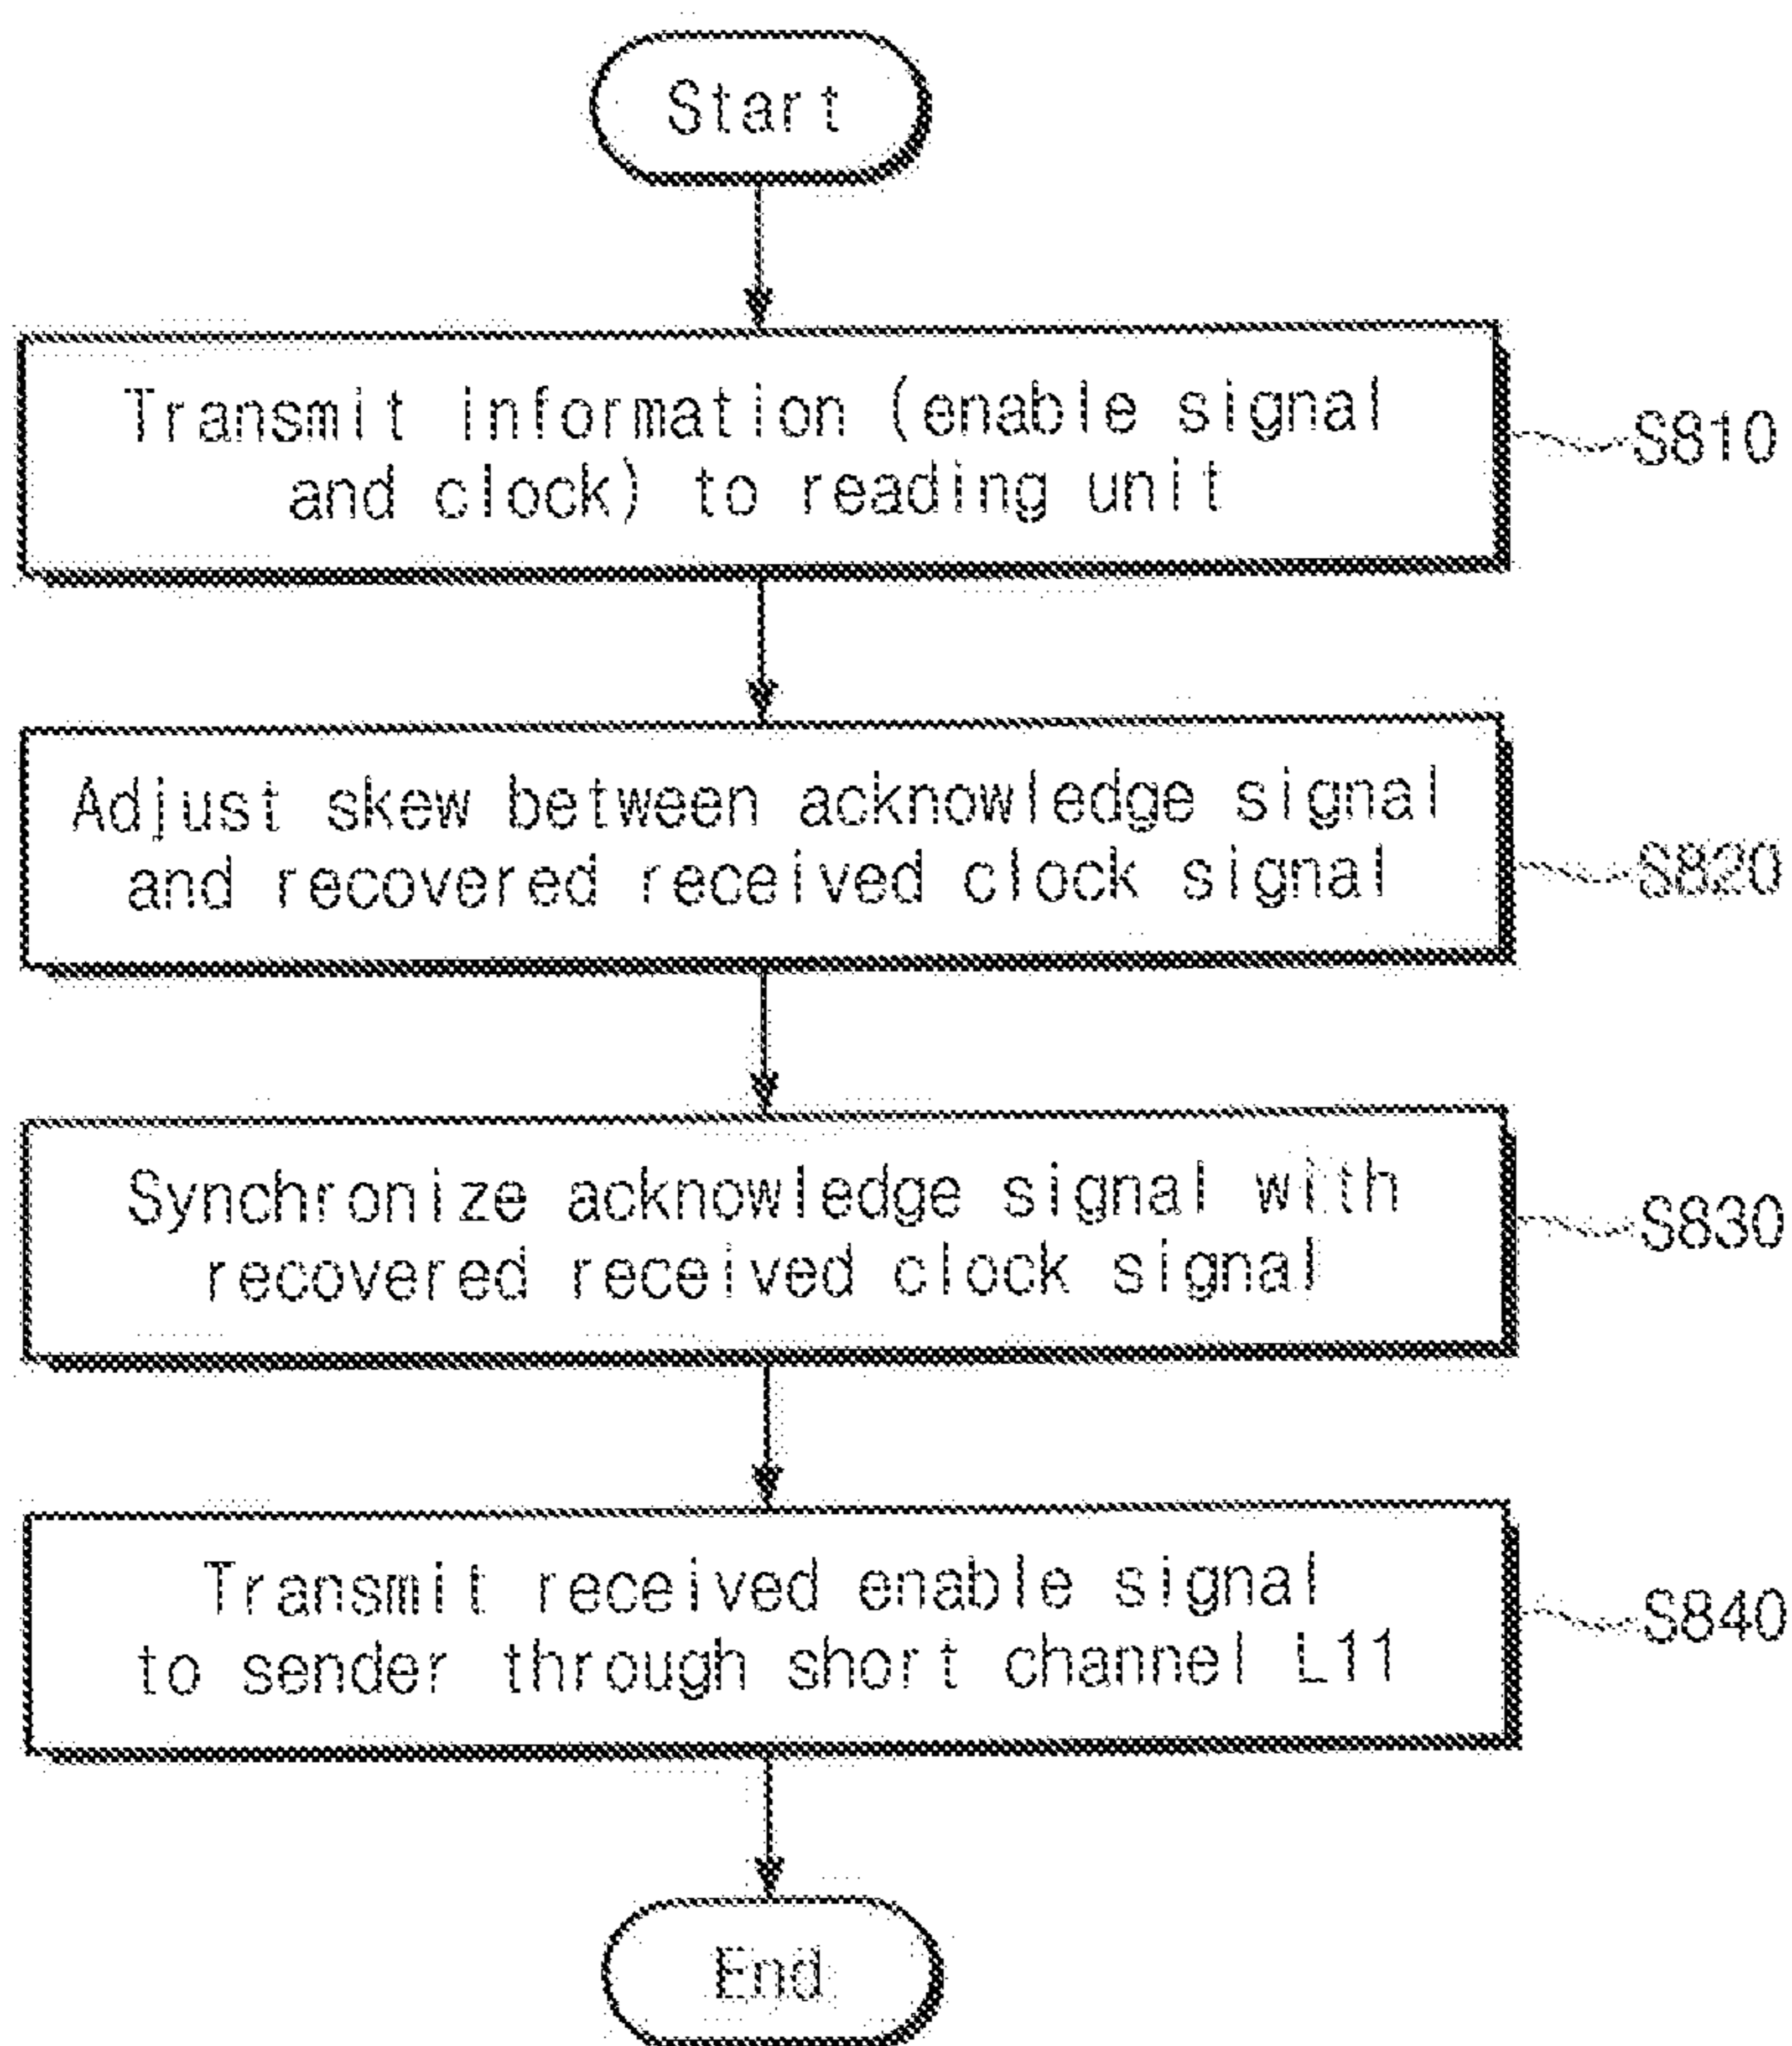 Start
Transmit information (enable signal
and clock) to reading unit
S810
Adjust skew between acknowledge signal
and recovered received clock signal
S820
Synchronize acknowledge signal with
recovered received clock signal
S830
Transmit received enable signal
to sender through short channel L11
S840
End